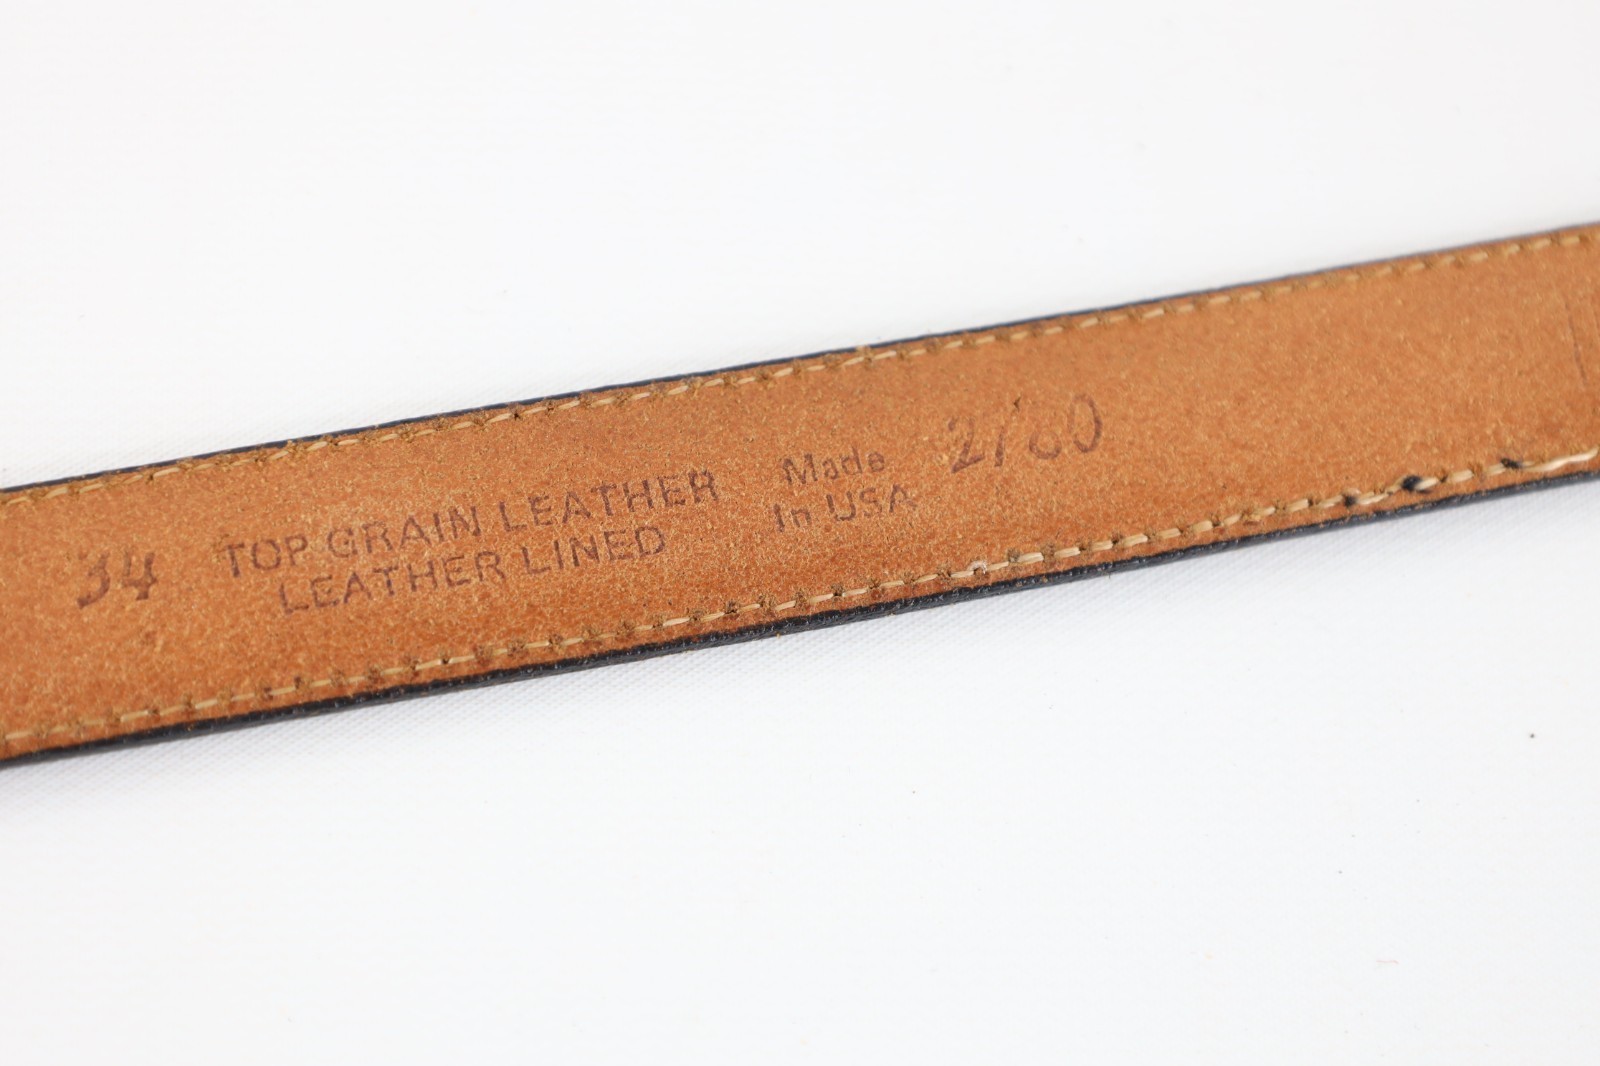 34
TOP GRAIN LEATHER
LEATHER LINED
Made
In USA
2/80